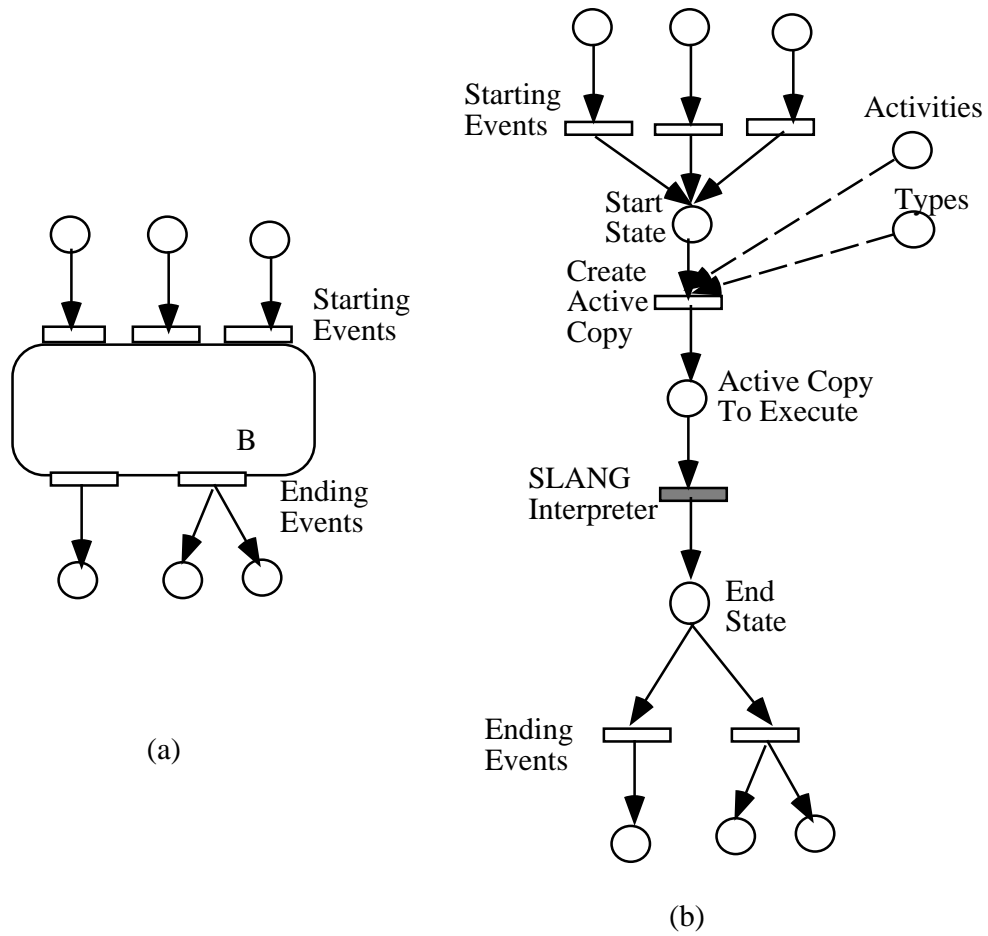 Starting
Events
B
Ending
Events
(a)
Starting
Events
Activities
Types
Start
State
Create
Active
Copy
Active Copy
To Execute
SLANG
Interpreter
End
State
Ending
Events
(b)